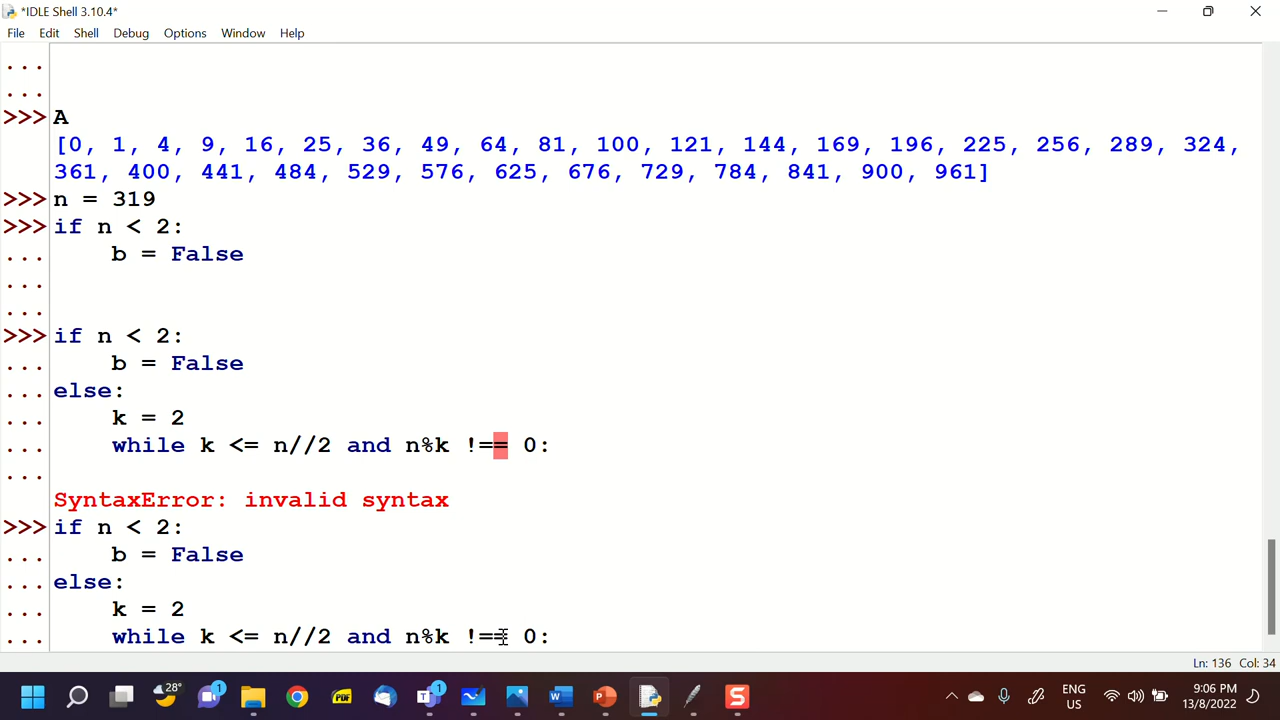 *IDLE Shell 3.10.4*
File Edit Shell Debug Options Window Help
...
...
>>> A
[0, 1, 4, 9, 16, 25, 36, 49, 64, 81, 100, 121, 144, 169, 196, 225, 256, 289, 324,
361, 400, 441, 484, 529, 576, 625, 676, 729, 784, 841, 900, 961]
>>> n = 319
>>> if n < 2:
... b = False
...
...
>>> if n < 2:
... b = False
... else:
... k = 2
... while k <= n//2 and n%k !== 0:
...
SyntaxError: invalid syntax
>>> if n < 2:
... b = False
... else:
... k = 2
... while k <= n//2 and n%k !== 0:
Ln: 136 Col: 34
28° 1 PDF 1 W P S ENG 9:06 PM
US 13/8/2022